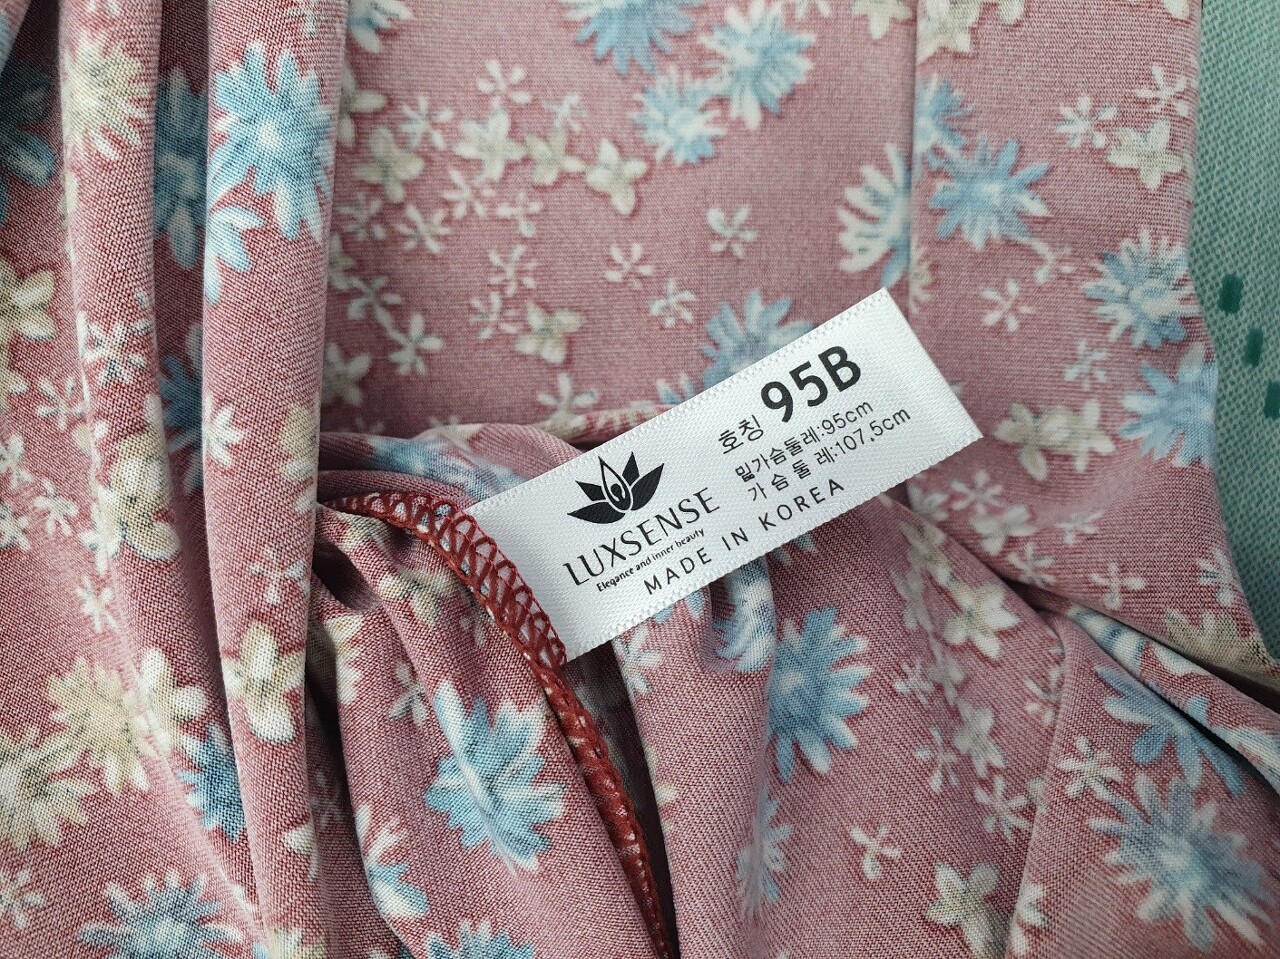 LUXSENSE
Elegance and inner beauty
호칭 95B
밑가슴둘레:95cm
가슴둘레:107.5cm
MADE IN KOREA